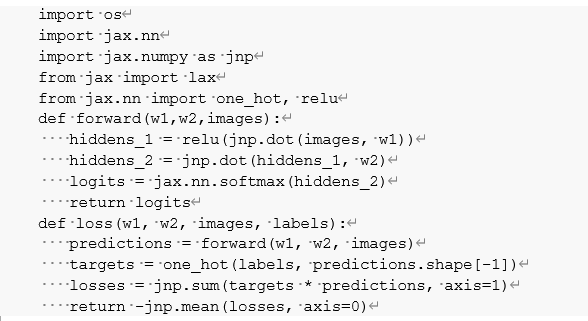 import os
import jax.nn
import jax.numpy as jnp
from jax import lax
from jax.nn import one_hot, relu
def forward(w1,w2,images):
    hiddens_1 = relu(jnp.dot(images, w1))
    hiddens_2 = jnp.dot(hiddens_1, w2)
    logits = jax.nn.softmax(hiddens_2)
    return logits
def loss(w1, w2, images, labels):
    predictions = forward(w1, w2, images)
    targets = one_hot(labels, predictions.shape[-1])
    losses = jnp.sum(targets * predictions, axis=1)
    return -jnp.mean(losses, axis=0)